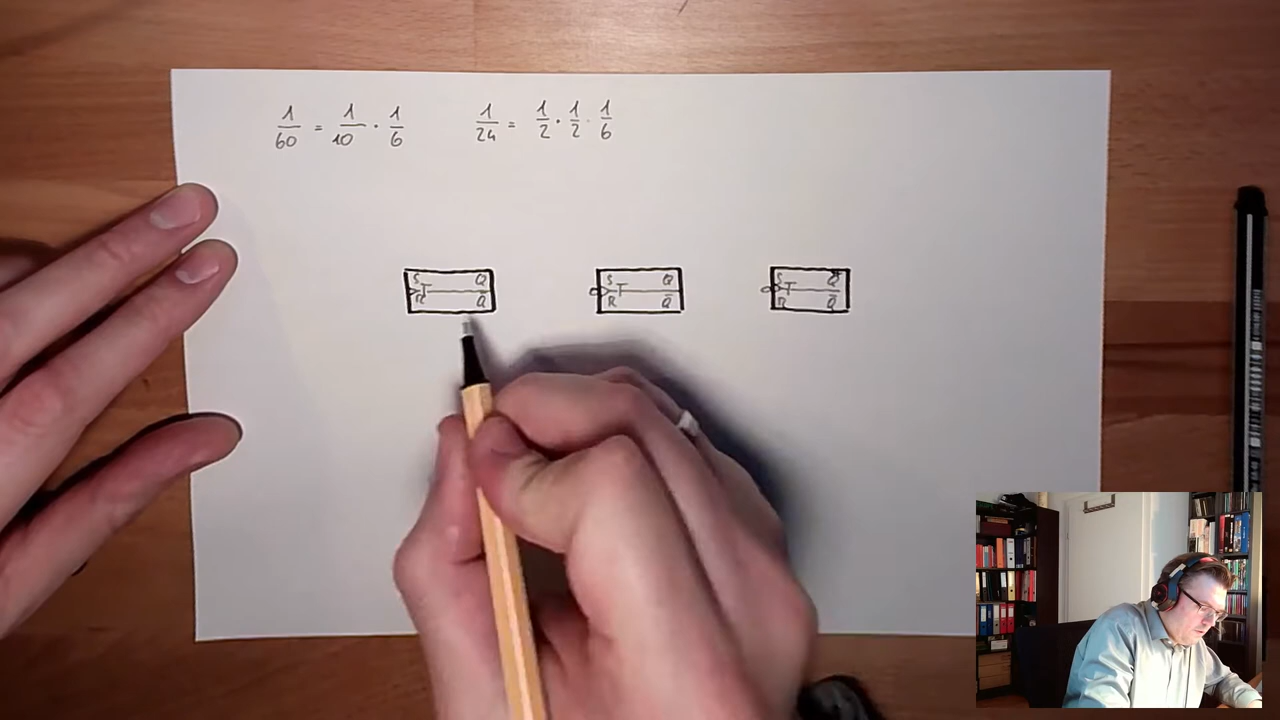 1/60 = 1/10 · 1/6
1/24 = 1/2 · 1/2 · 1/6
S Q
T
R Q̅
S Q
T
R Q̅
S Q
T
R Q̅